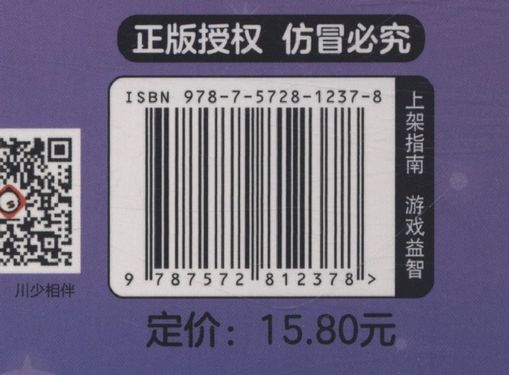 正版授权 仿冒必究
ISBN 978-7-5728-1237-8
9 787572 812378 >
上架指南 游戏益智
川少相伴
定价：15.80元